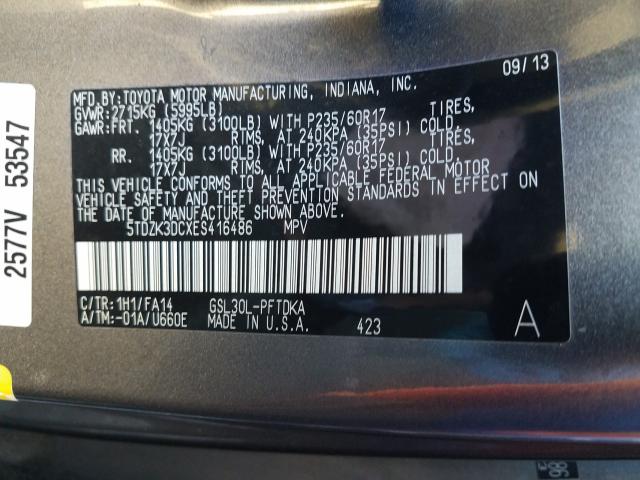 09/13
MFD.BY:TOYOTA MOTOR MANUFACTURING, INDIANA, INC.
GVWR:2715KG (5995LB)
GAWR:FRT. 1405KG (3100LB) WITH P235/60R17 TIRES,
17X7J RIMS, AT 240KPA (35PSI) COLD.
RR. 1405KG (3100LB) WITH P235/60R17 TIRES,
17X7J RIMS, AT 240KPA (35PSI) COLD.
THIS VEHICLE CONFORMS TO ALL APPLICABLE FEDERAL MOTOR
VEHICLE SAFETY AND THEFT PREVENTION STANDARDS IN EFFECT ON
THE DATE OF MANUFACTURE SHOWN ABOVE.
5TDZK3DCXES416486 MPV
C/TR:1H1/FA14 GSL30L-PFTDKA
A/TM:-01A/U660E MADE IN U.S.A. 423
A
2577V 53547